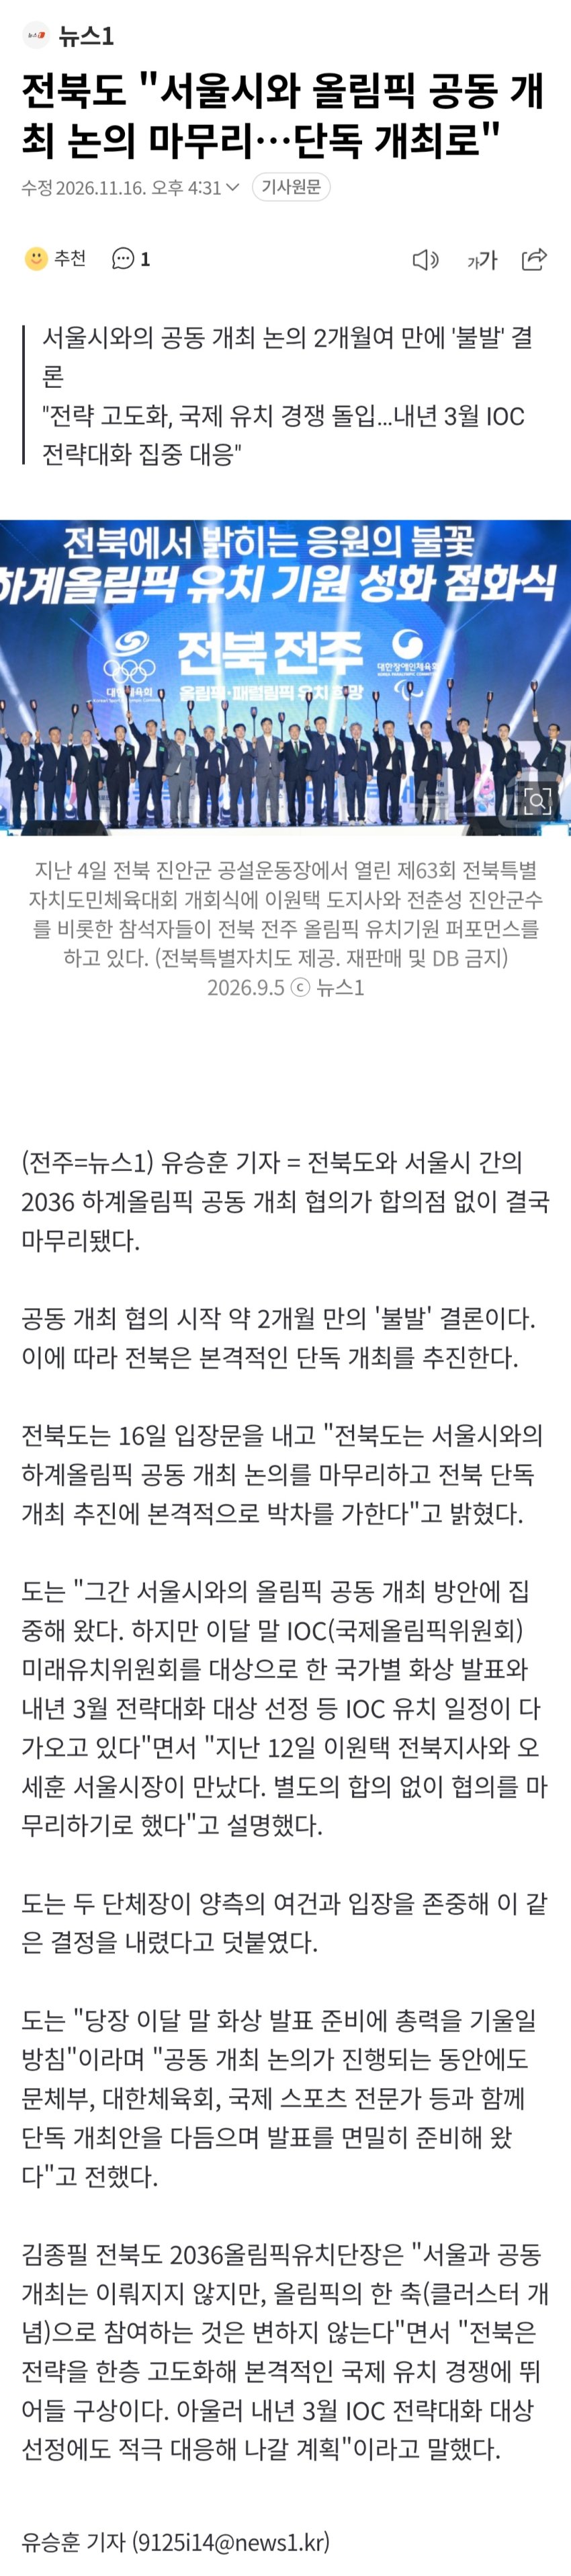 뉴스1
전북도 "서울시와 올림픽 공동 개
최 논의 마무리…단독 개최로"
수정 2026.11.16. 오후 4:31
기사원문
추천
1
가가
서울시와의 공동 개최 논의 2개월여 만에 '불발' 결
론
"전략 고도화, 국제 유치 경쟁 돌입…내년 3월 IOC
전략대화 집중 대응"
전북에서 밝히는 응원의 불꽃
하계올림픽 유치 기원 성화 점화식
전북 전주
대한체육회
대한장애인체육회
올림픽·패럴림픽 유치 희망
지난 4일 전북 진안군 공설운동장에서 열린 제63회 전북특별
자치도민체육대회 개회식에 이원택 도지사와 전춘성 진안군수
를 비롯한 참석자들이 전북 전주 올림픽 유치기원 퍼포먼스를
하고 있다. (전북특별자치도 제공. 재판매 및 DB 금지)
2026.9.5 ⓒ 뉴스1
(전주=뉴스1) 유승훈 기자 = 전북도와 서울시 간의
2036 하계올림픽 공동 개최 협의가 합의점 없이 결국
마무리됐다.
공동 개최 협의 시작 약 2개월 만의 '불발' 결론이다.
이에 따라 전북은 본격적인 단독 개최를 추진한다.
전북도는 16일 입장문을 내고 "전북도는 서울시와의
하계올림픽 공동 개최 논의를 마무리하고 전북 단독
개최 추진에 본격적으로 박차를 가한다"고 밝혔다.
도는 "그간 서울시와의 올림픽 공동 개최 방안에 집
중해 왔다. 하지만 이달 말 IOC(국제올림픽위원회)
미래유치위원회를 대상으로 한 국가별 화상 발표와
내년 3월 전략대화 대상 선정 등 IOC 유치 일정이 다
가오고 있다"면서 "지난 12일 이원택 전북지사와 오
세훈 서울시장이 만났다. 별도의 합의 없이 협의를 마
무리하기로 했다"고 설명했다.
도는 두 단체장이 양측의 여건과 입장을 존중해 이 같
은 결정을 내렸다고 덧붙였다.
도는 "당장 이달 말 화상 발표 준비에 총력을 기울일
방침"이라며 "공동 개최 논의가 진행되는 동안에도
문체부, 대한체육회, 국제 스포츠 전문가 등과 함께
단독 개최안을 다듬으며 발표를 면밀히 준비해 왔
다"고 전했다.
김종필 전북도 2036올림픽유치단장은 "서울과 공동
개최는 이뤄지지 않지만, 올림픽의 한 축(클러스터 개
념)으로 참여하는 것은 변하지 않는다"면서 "전북은
전략을 한층 고도화해 본격적인 국제 유치 경쟁에 뛰
어들 구상이다. 아울러 내년 3월 IOC 전략대화 대상
선정에도 적극 대응해 나갈 계획"이라고 말했다.
유승훈 기자 (9125i14@news1.kr)